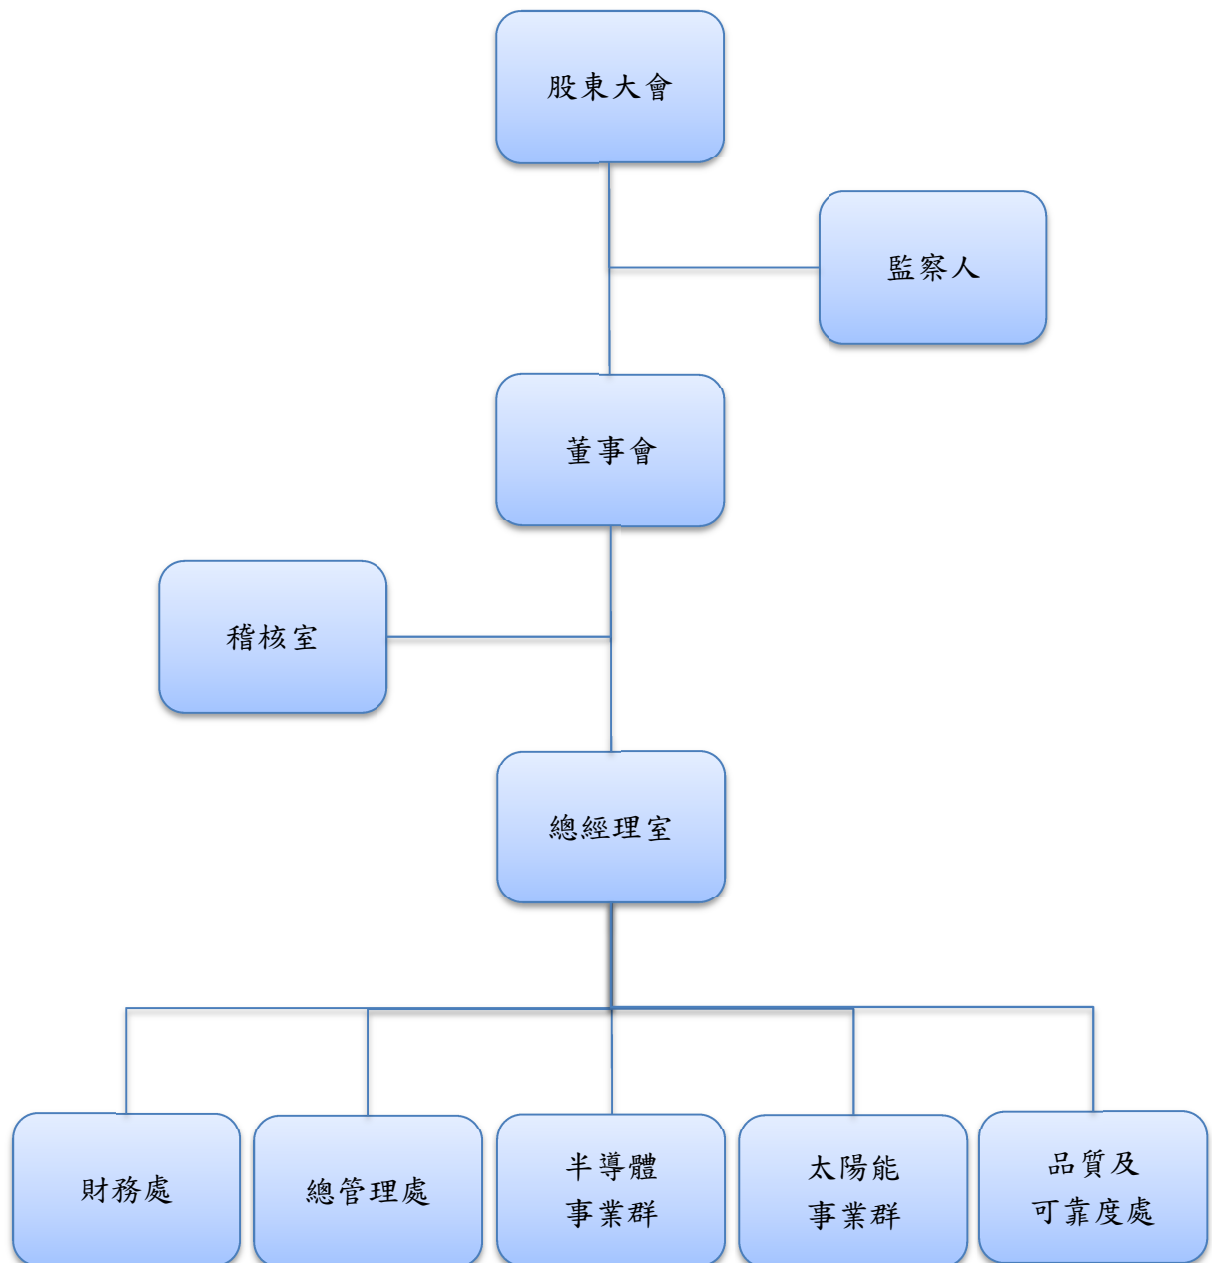 股東大會
監察人
董事會
稽核室
總經理室
財務處
總管理處
半導體
事業群
太陽能
事業群
品質及
可靠度處